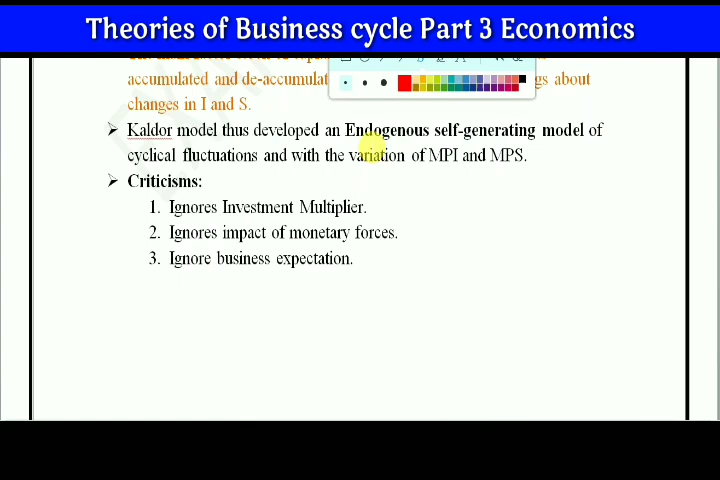 Theories of Business cycle Part 3 Economics
accumulated and de-accumulat gs about
changes in I and S.
➢ Kaldor model thus developed an Endogenous self-generating model of
cyclical fluctuations and with the variation of MPI and MPS.
➢ Criticisms:
1. Ignores Investment Multiplier.
2. Ignores impact of monetary forces.
3. Ignore business expectation.